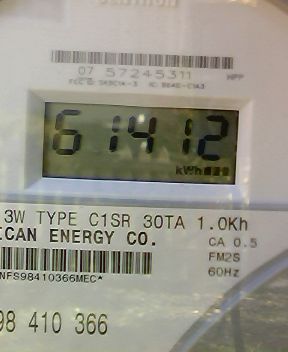 07 57245311 WPP
61412
kWh
3W TYPE C1SR 30TA 1.0Kh
ICAN ENERGY CO.
CA 0.5
FM2S
NFS98410366MEC*
60Hz
98 410 366